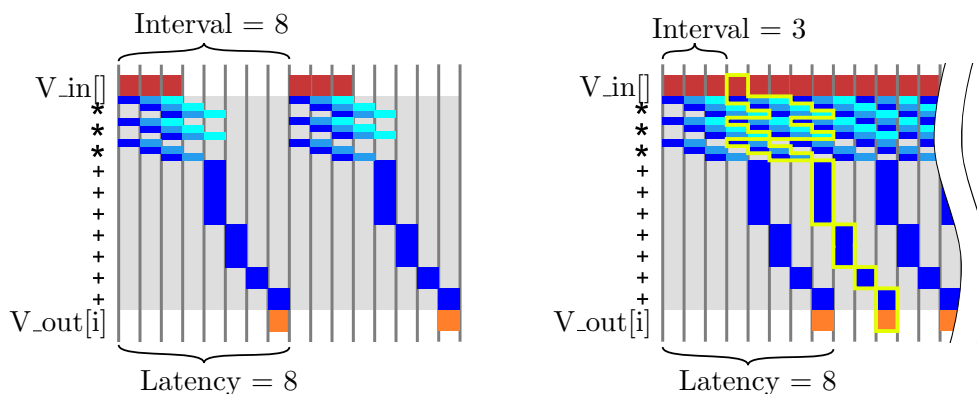 Interval = 8
V_in[]
*
*
*
+
+
+
+
+
+
+
V_out[i]
Latency = 8
Interval = 3
V_in[]
*
*
*
+
+
+
+
+
+
+
V_out[i]
Latency = 8